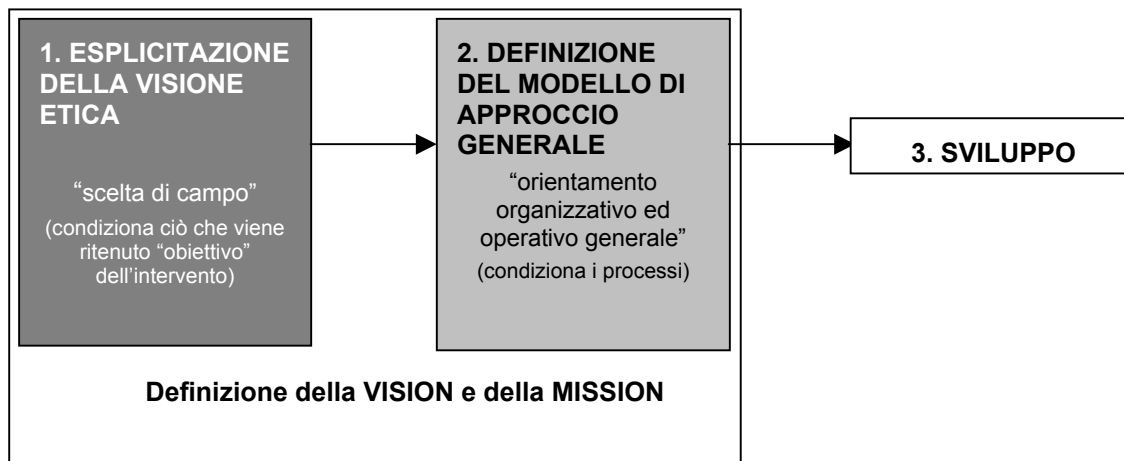 1. ESPLICITAZIONE
DELLA VISIONE
ETICA
“scelta di campo”
(condiziona ciò che viene
ritenuto “obiettivo”
dell’intervento)
2. DEFINIZIONE
DEL MODELLO DI
APPROCCIO
GENERALE
“orientamento
organizzativo ed
operativo generale”
(condiziona i processi)
3. SVILUPPO
Definizione della VISION e della MISSION